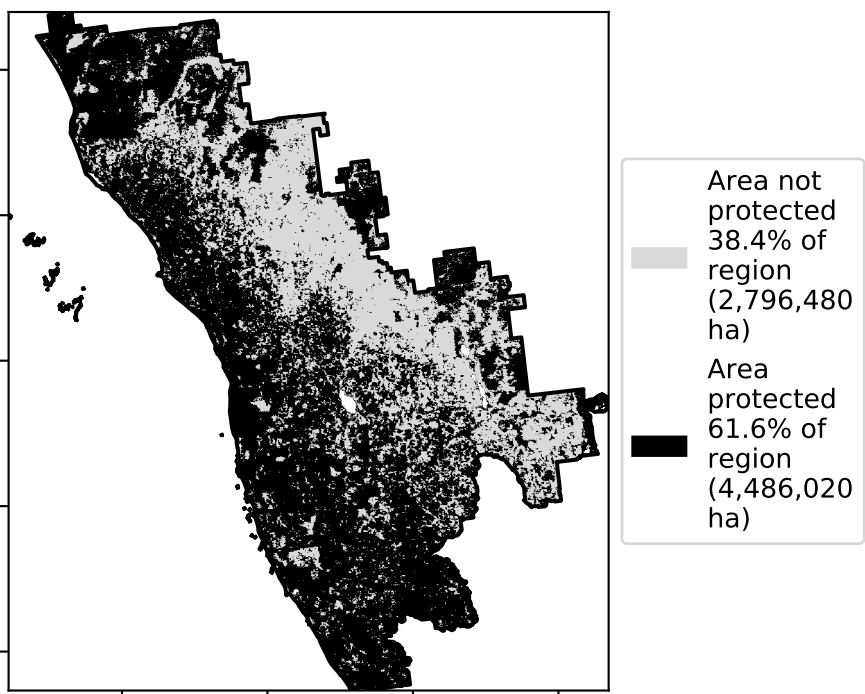 Area not
protected
38.4% of
region
(2,796,480
ha)
Area
protected
61.6% of
region
(4,486,020
ha)